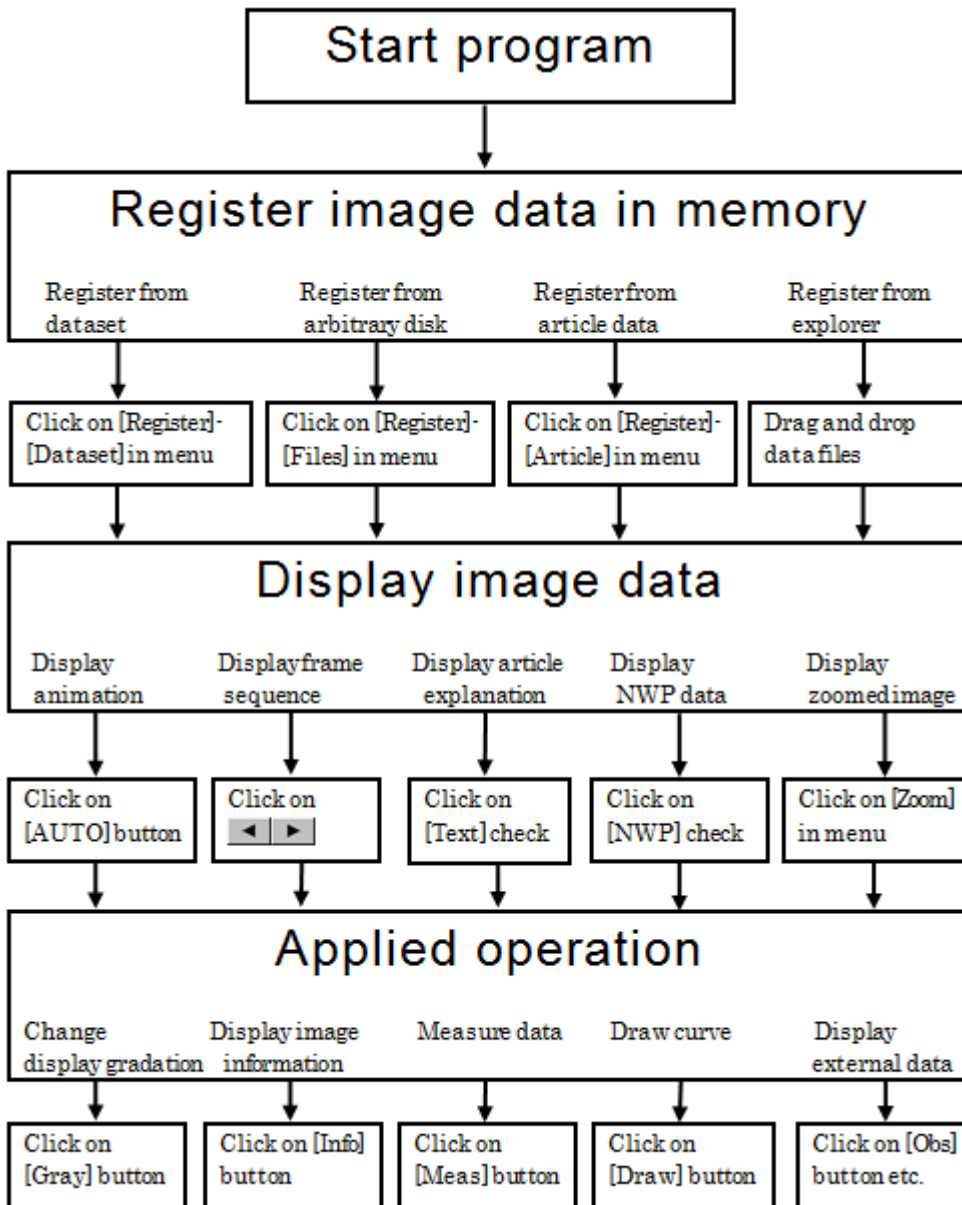 Start program
Register image data in memory
Register from
dataset
Register from
arbitrary disk
Register from
article data
Register from
explorer
Click on [Register]-
[Dataset] in menu
Click on [Register]-
[Files] in menu
Click on [Register]-
[Article] in menu
Drag and drop
data files
Display image data
Display
animation
Display frame
sequence
Display article
explanation
Display
NWP data
Display
zoomed image
Click on
[AUTO] button
Click on
◄ ►
Click on
[Text] check
Click on
[NWP] check
Click on [Zoom]
in menu
Applied operation
Change
display gradation
Display image
information
Measure data
Draw curve
Display
external data
Click on
[Gray] button
Click on [Info]
button
Click on
[Meas] button
Click on
[Draw] button
Click on [Obs]
button etc.